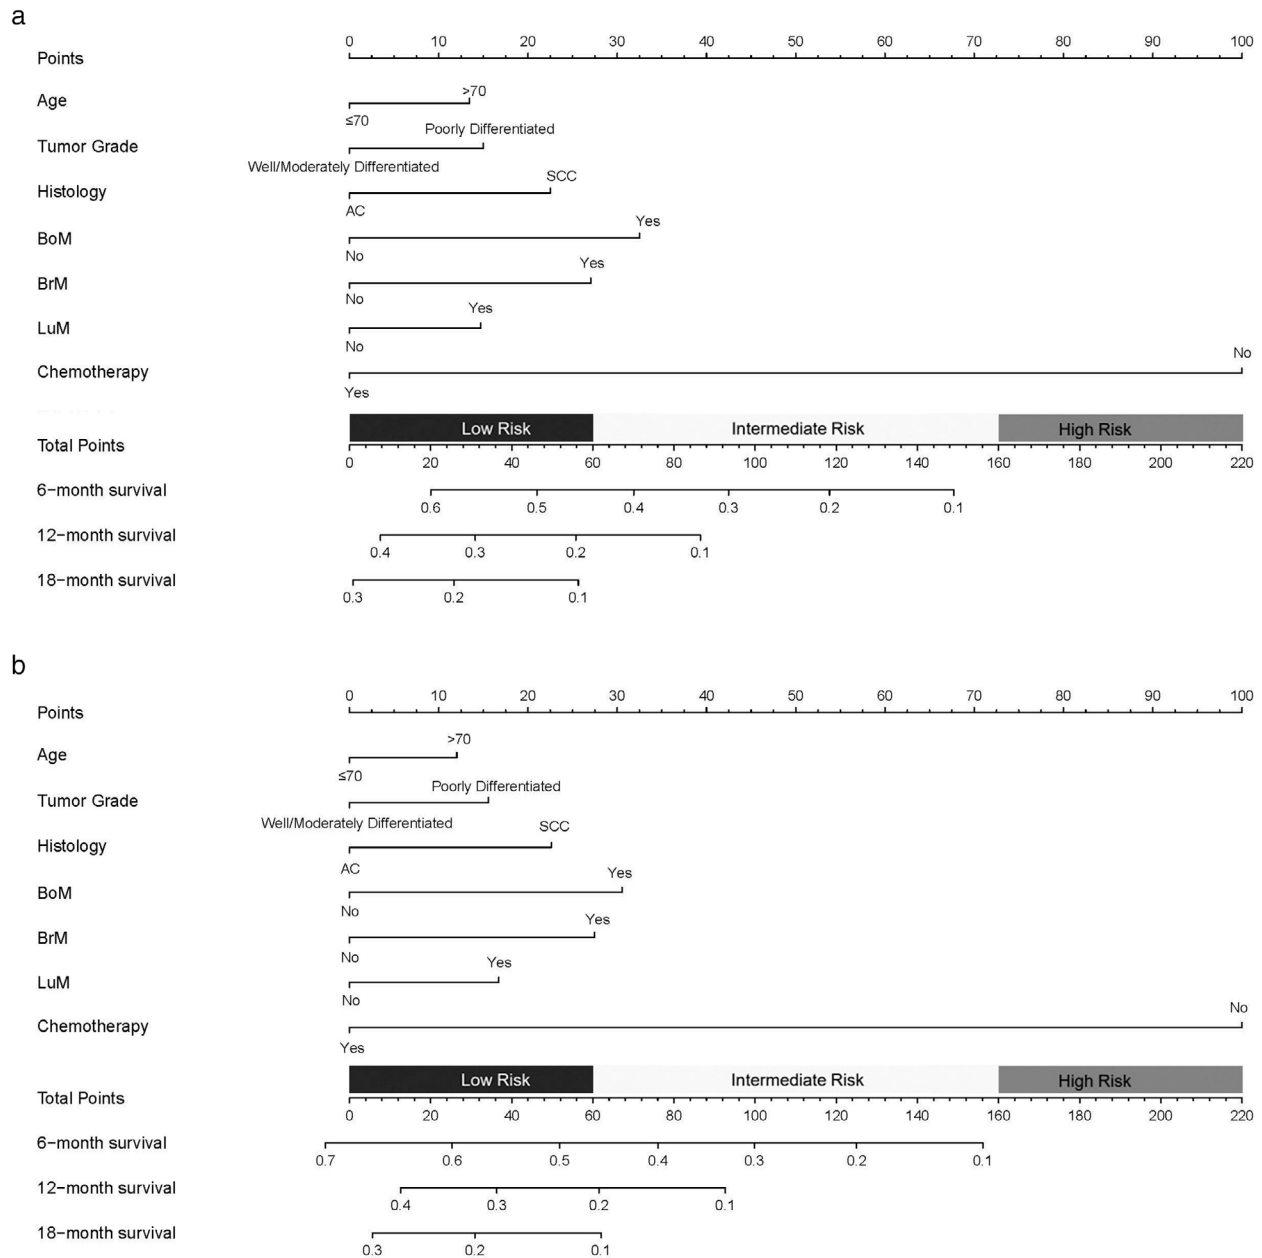 a
0 10 20 30 40 50 60 70 80 90 100
Points
>70
Age
≤70
Poorly Differentiated
Tumor Grade
Well/Moderately Differentiated
SCC
Histology
AC
Yes
BoM
No
Yes
BrM
No
Yes
LuM
No
No
Chemotherapy
Yes
Low Risk Intermediate Risk High Risk
Total Points
0 20 40 60 80 100 120 140 160 180 200 220
6−month survival
0.6 0.5 0.4 0.3 0.2 0.1
12−month survival
0.4 0.3 0.2 0.1
18−month survival
0.3 0.2 0.1
b
0 10 20 30 40 50 60 70 80 90 100
Points
>70
Age
≤70
Poorly Differentiated
Tumor Grade
Well/Moderately Differentiated
SCC
Histology
AC
Yes
BoM
No
Yes
BrM
No
Yes
LuM
No
No
Chemotherapy
Yes
Low Risk Intermediate Risk High Risk
Total Points
0 20 40 60 80 100 120 140 160 180 200 220
6−month survival
0.7 0.6 0.5 0.4 0.3 0.2 0.1
12−month survival
0.4 0.3 0.2 0.1
18−month survival
0.3 0.2 0.1